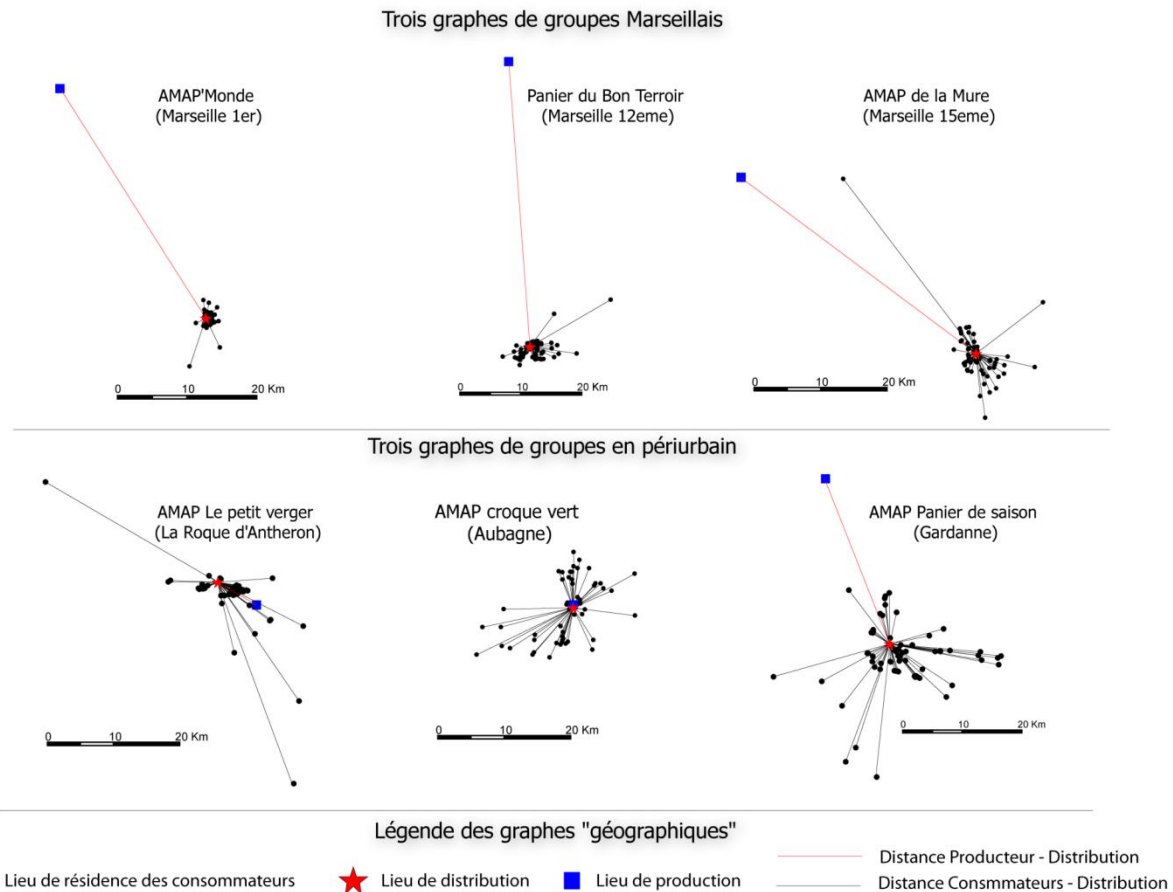 Trois graphes de groupes Marseillais
AMAP'Monde
(Marseille 1er)
Panier du Bon Terroir
(Marseille 12eme)
AMAP de la Mure
(Marseille 15eme)
0 10 20 Km
0 10 20 Km
0 10 20 Km
Trois graphes de groupes en périurbain
AMAP Le petit verger
(La Roque d'Antheron)
AMAP croque vert
(Aubagne)
AMAP Panier de saison
(Gardanne)
0 10 20 Km
0 10 20 Km
0 10 20 Km
Légende des graphes "géographiques"
Lieu de résidence des consommateurs
Lieu de distribution
Lieu de production
Distance Producteur - Distribution
Distance Consmmateurs - Distribution